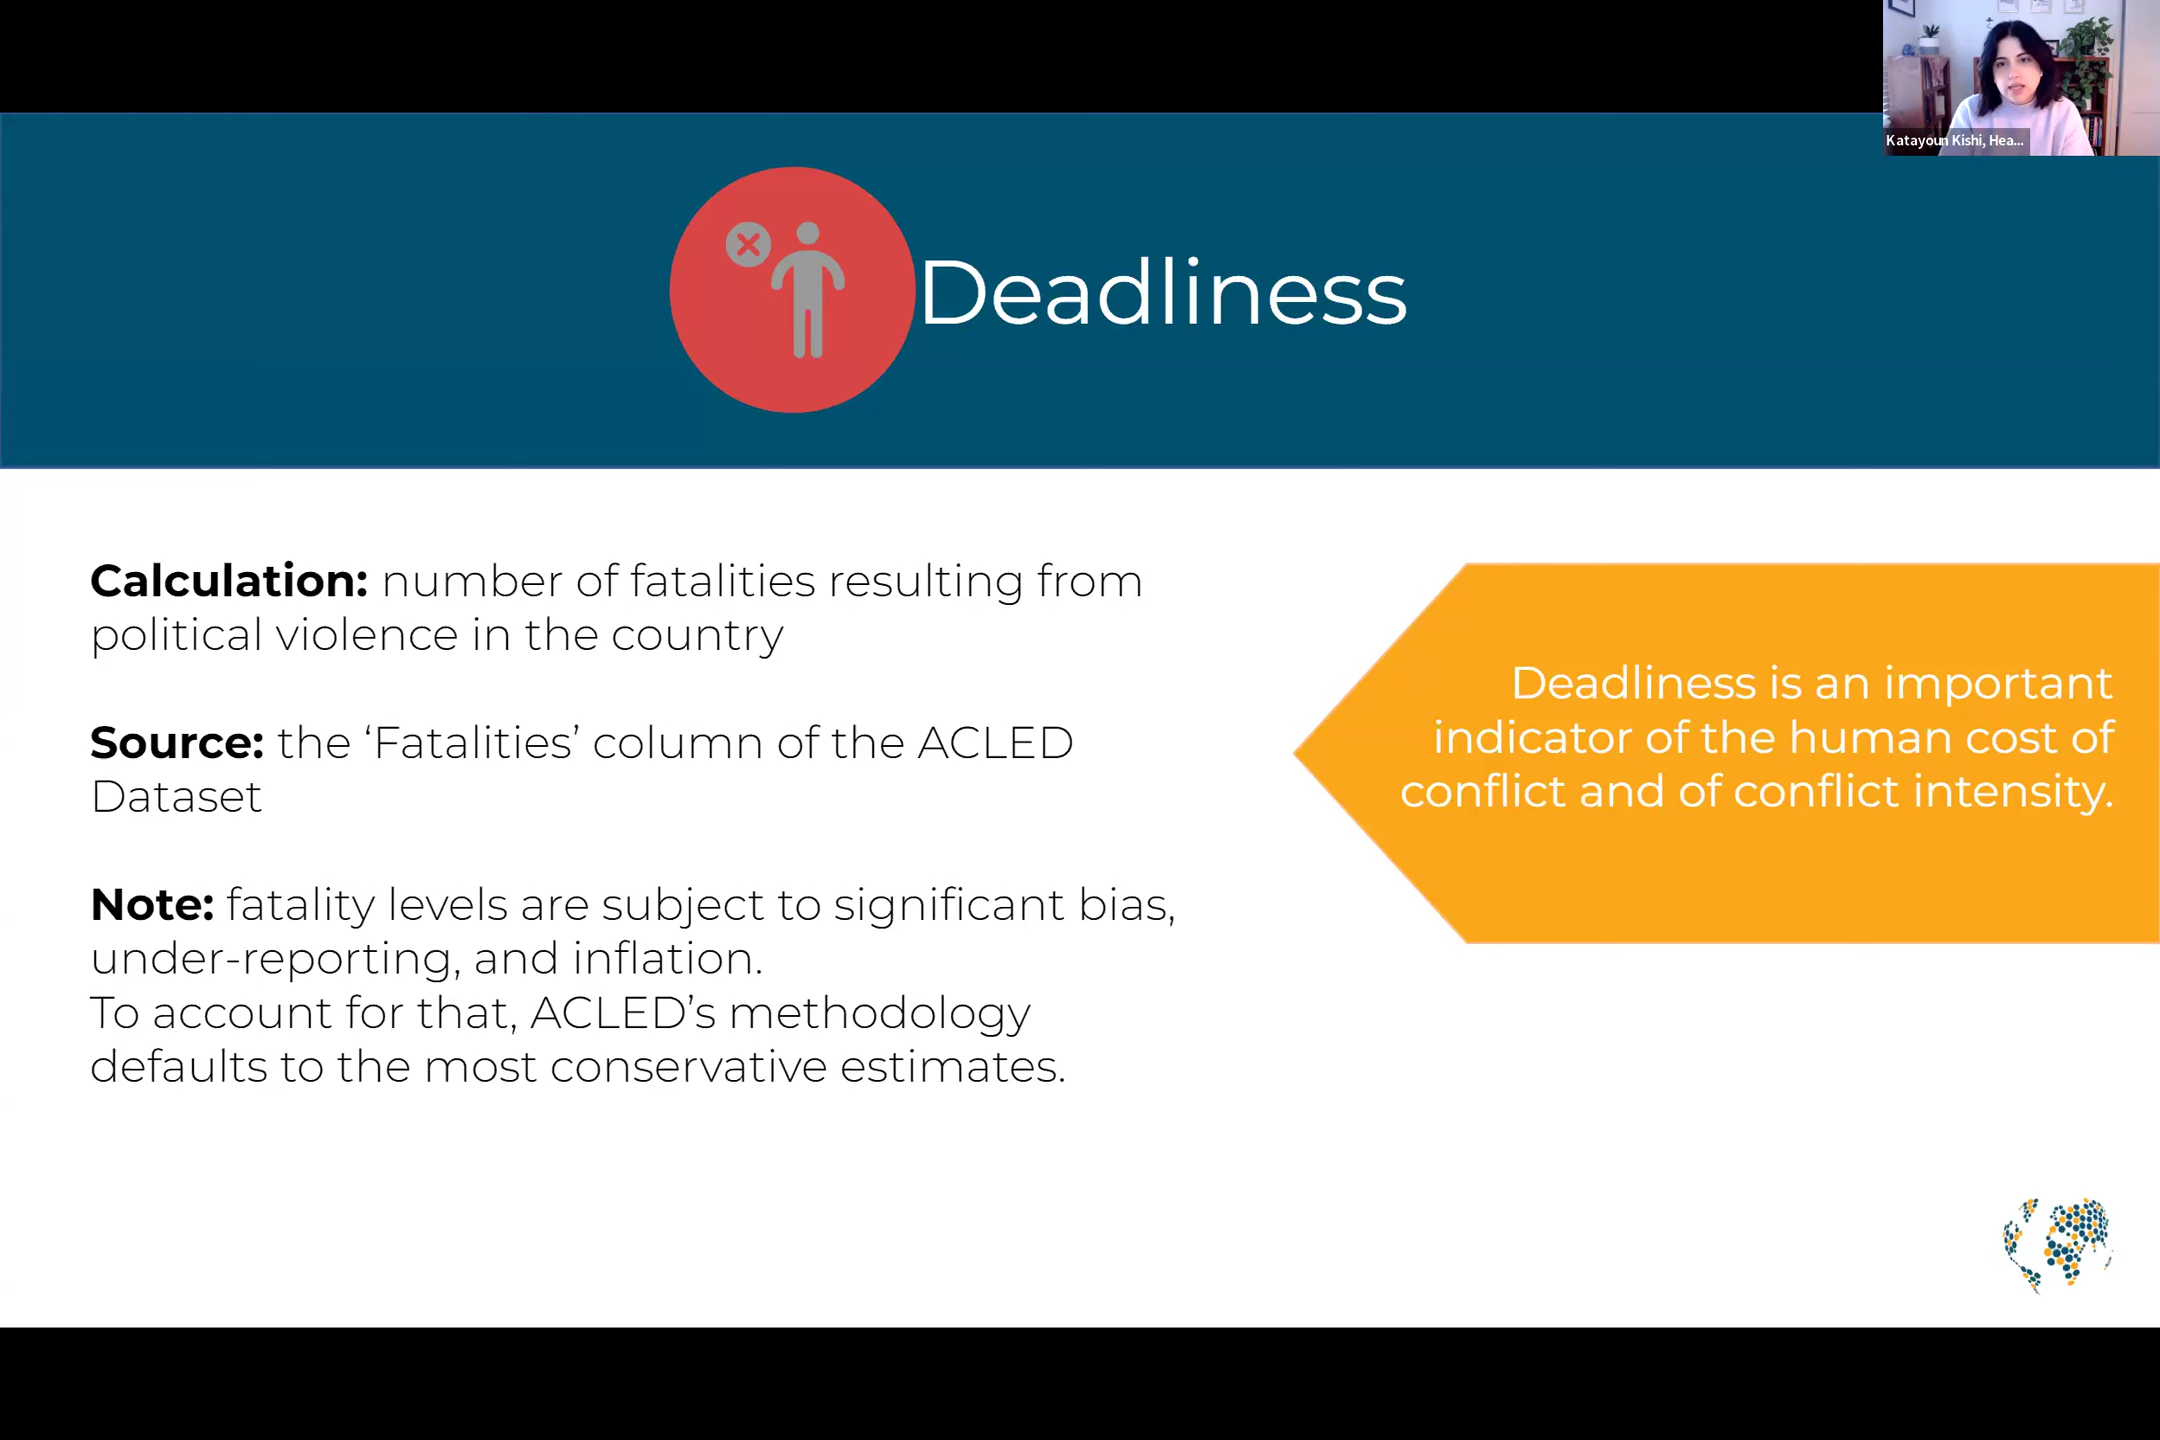 Katayoun Kishi, Hea...
Deadliness
Calculation: number of fatalities resulting from
political violence in the country
Source: the ‘Fatalities’ column of the ACLED
Dataset
Note: fatality levels are subject to significant bias,
under-reporting, and inflation.
To account for that, ACLED’s methodology
defaults to the most conservative estimates.
Deadliness is an important
indicator of the human cost of
conflict and of conflict intensity.